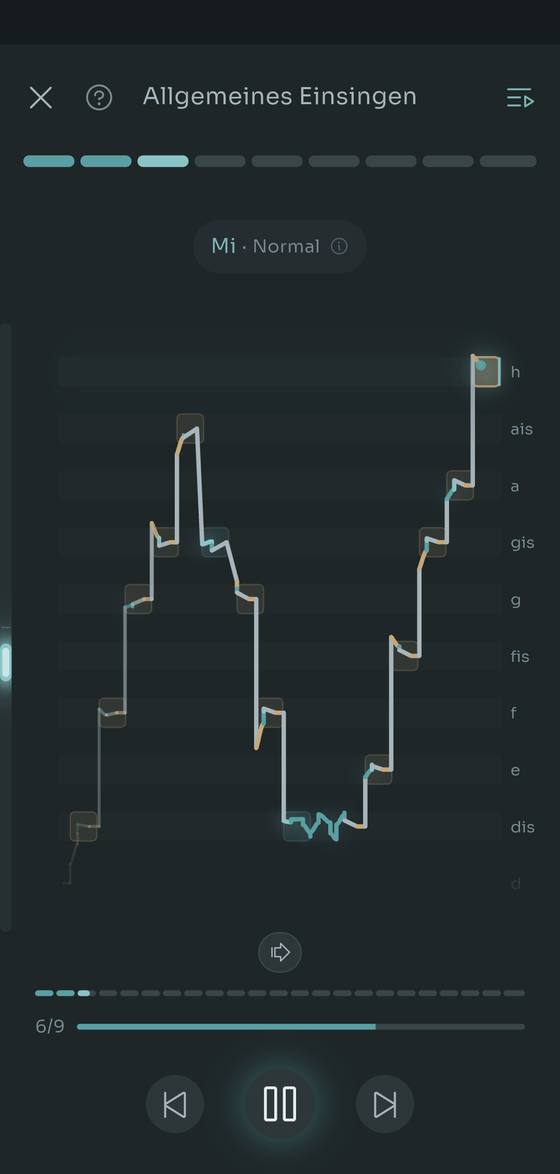 Allgemeines Einsingen
Mi · Normal
h
ais
a
gis
g
fis
f
e
dis
d
6/9